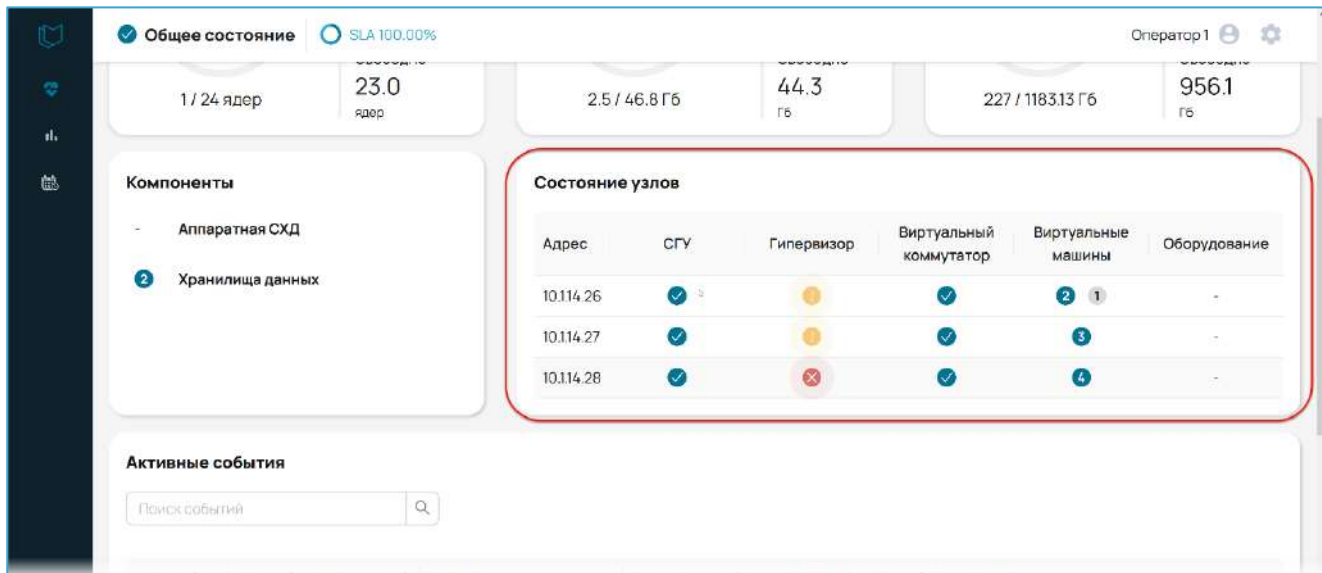 Общее состояние SLA 100.00% Оператор 1
1 / 24 ядер 23.0 ядер 2.5 / 46.8 Гб 44.3 Гб 227 / 1183.13 Гб 956.1 Гб
Компоненты
- Аппаратная СХД
2 Хранилища данных
Состояние узлов
Адрес СГУ Гипервизор Виртуальный коммутатор Виртуальные машины Оборудование
10.1.14.26 2 1 -
10.1.14.27 3 -
10.1.14.28 4 -
Активные события
Поиск событий